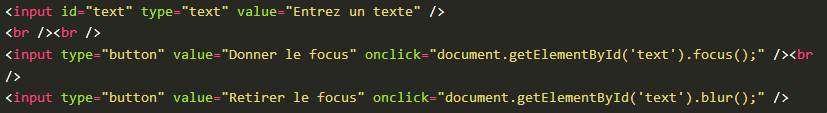 <input id="text" type="text" value="Entrez un texte" />
<br /><br />
<input type="button" value="Donner le focus" onclick="document.getElementById('text').focus();" /><br
/>
<input type="button" value="Retirer le focus" onclick="document.getElementById('text').blur();" />